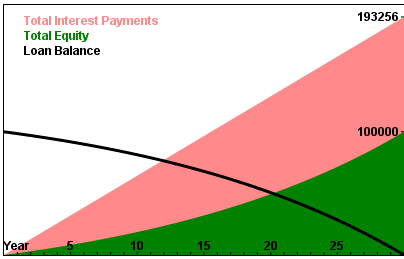 Total Interest Payments
193256
Total Equity
Loan Balance
100000
Year 5 10 15 20 25